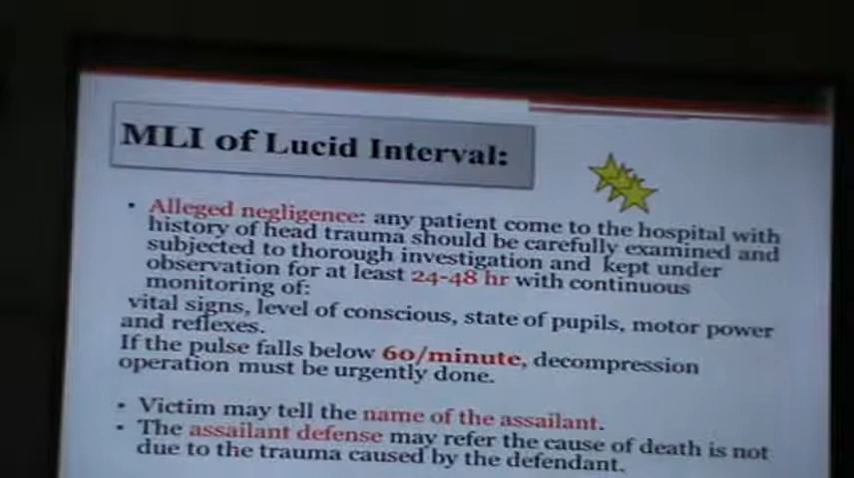 MLI of Lucid Interval:
• Alleged negligence: any patient come to the hospital with
history of head trauma should be carefully examined and
subjected to thorough investigation and kept under
observation for at least 24-48 hr with continuous
monitoring of:
vital signs, level of conscious, state of pupils, motor power
and reflexes.
If the pulse falls below 60/minute, decompression
operation must be urgently done.
• Victim may tell the name of the assailant.
• The assailant defense may refer the cause of death is not
due to the trauma caused by the defendant.